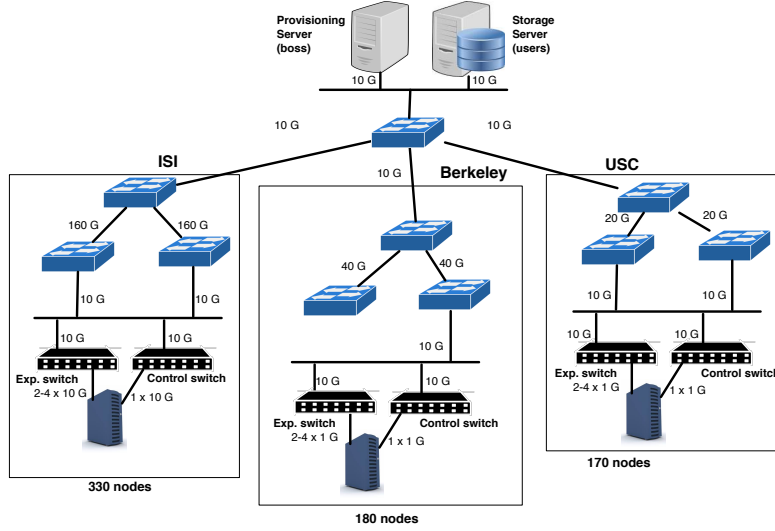 Provisioning
Server
(boss)
Storage
Server
(users)
10 G
10 G
10 G
10 G
10 G
10 G
ISI
Berkeley
USC
160 G
160 G
10 G
10 G
10 G
10 G
Exp. switch
Control switch
2-4 x 10 G
1 x 10 G
330 nodes
40 G
40 G
10 G
10 G
10 G
Exp. switch
Control switch
2-4 x 1 G
1 x 1 G
180 nodes
20 G
20 G
10 G
10 G
10 G
10 G
Exp. switch
Control switch
2-4 x 1 G
1 x 1 G
170 nodes